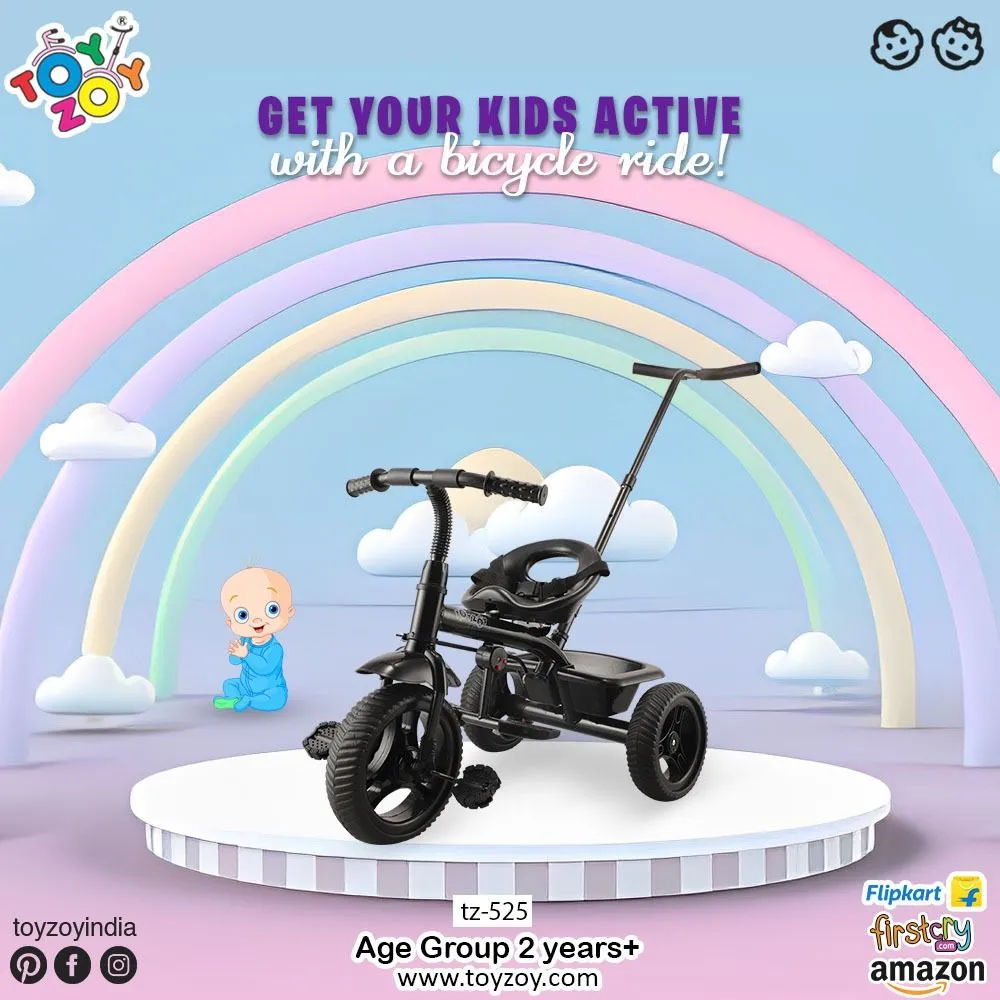 TOY ZOY
®
GET YOUR KIDS ACTIVE
with a bicycle ride!
tz-525
Age Group 2 years+
www.toyzoy.com
toyzoyindia
Flipkart
firstcry
.com
amazon